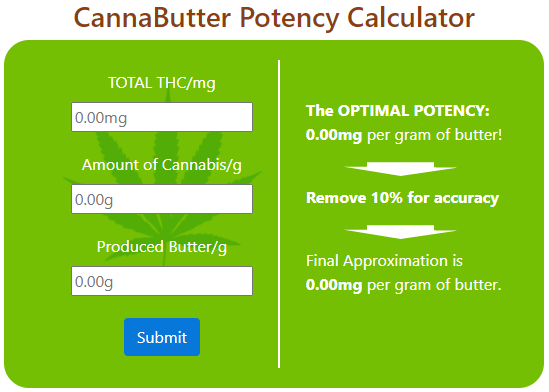 CannaButter Potency Calculator
TOTAL THC/mg
0.00mg
Amount of Cannabis/g
0.00g
Produced Butter/g
0.00g
Submit
The OPTIMAL POTENCY:
0.00mg per gram of butter!
Remove 10% for accuracy
Final Approximation is
0.00mg per gram of butter.